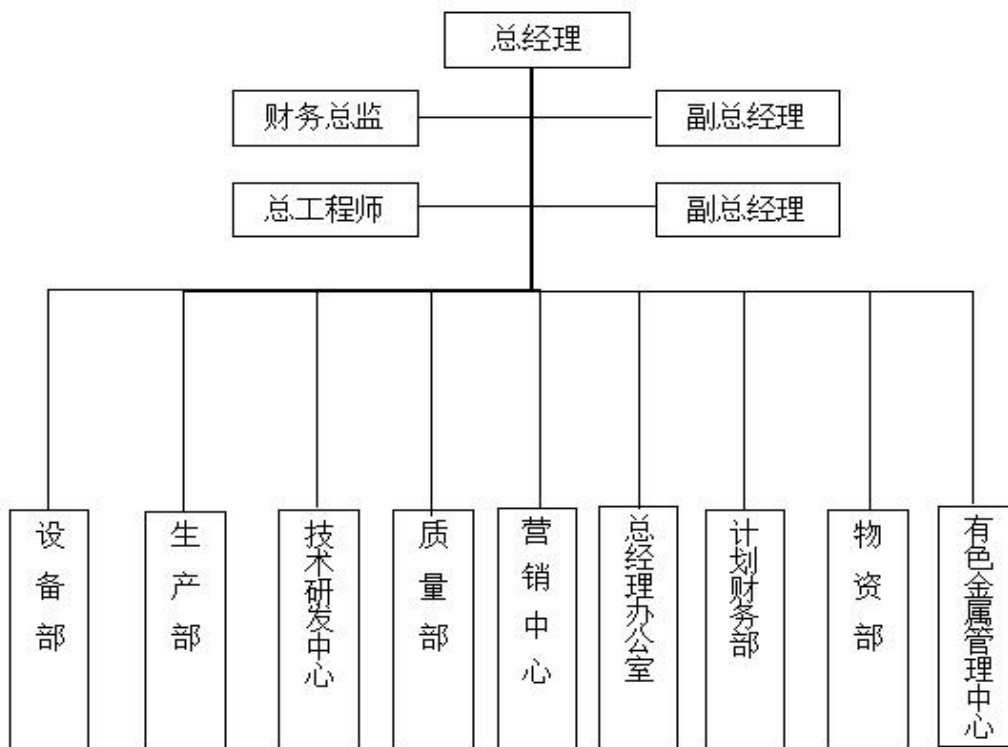 总经理
财务总监
副总经理
总工程师
副总经理
设备部
生产部
技术研发中心
质量部
营销中心
总经理办公室
计划财务部
物资部
有色金属管理中心